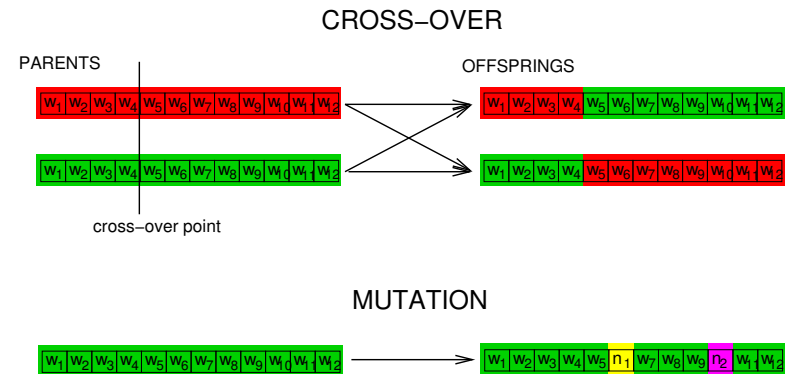 CROSS–OVER
PARENTS
OFFSPRINGS
w1 w2 w3 w4 w5 w6 w7 w8 w9 w10 w11 w12
w1 w2 w3 w4 w5 w6 w7 w8 w9 w10 w11 w12
w1 w2 w3 w4 w5 w6 w7 w8 w9 w10 w11 w12
w1 w2 w3 w4 w5 w6 w7 w8 w9 w10 w11 w12
cross–over point
MUTATION
w1 w2 w3 w4 w5 w6 w7 w8 w9 w10 w11 w12
w1 w2 w3 w4 w5 n1 w7 w8 w9 n2 w11 w12